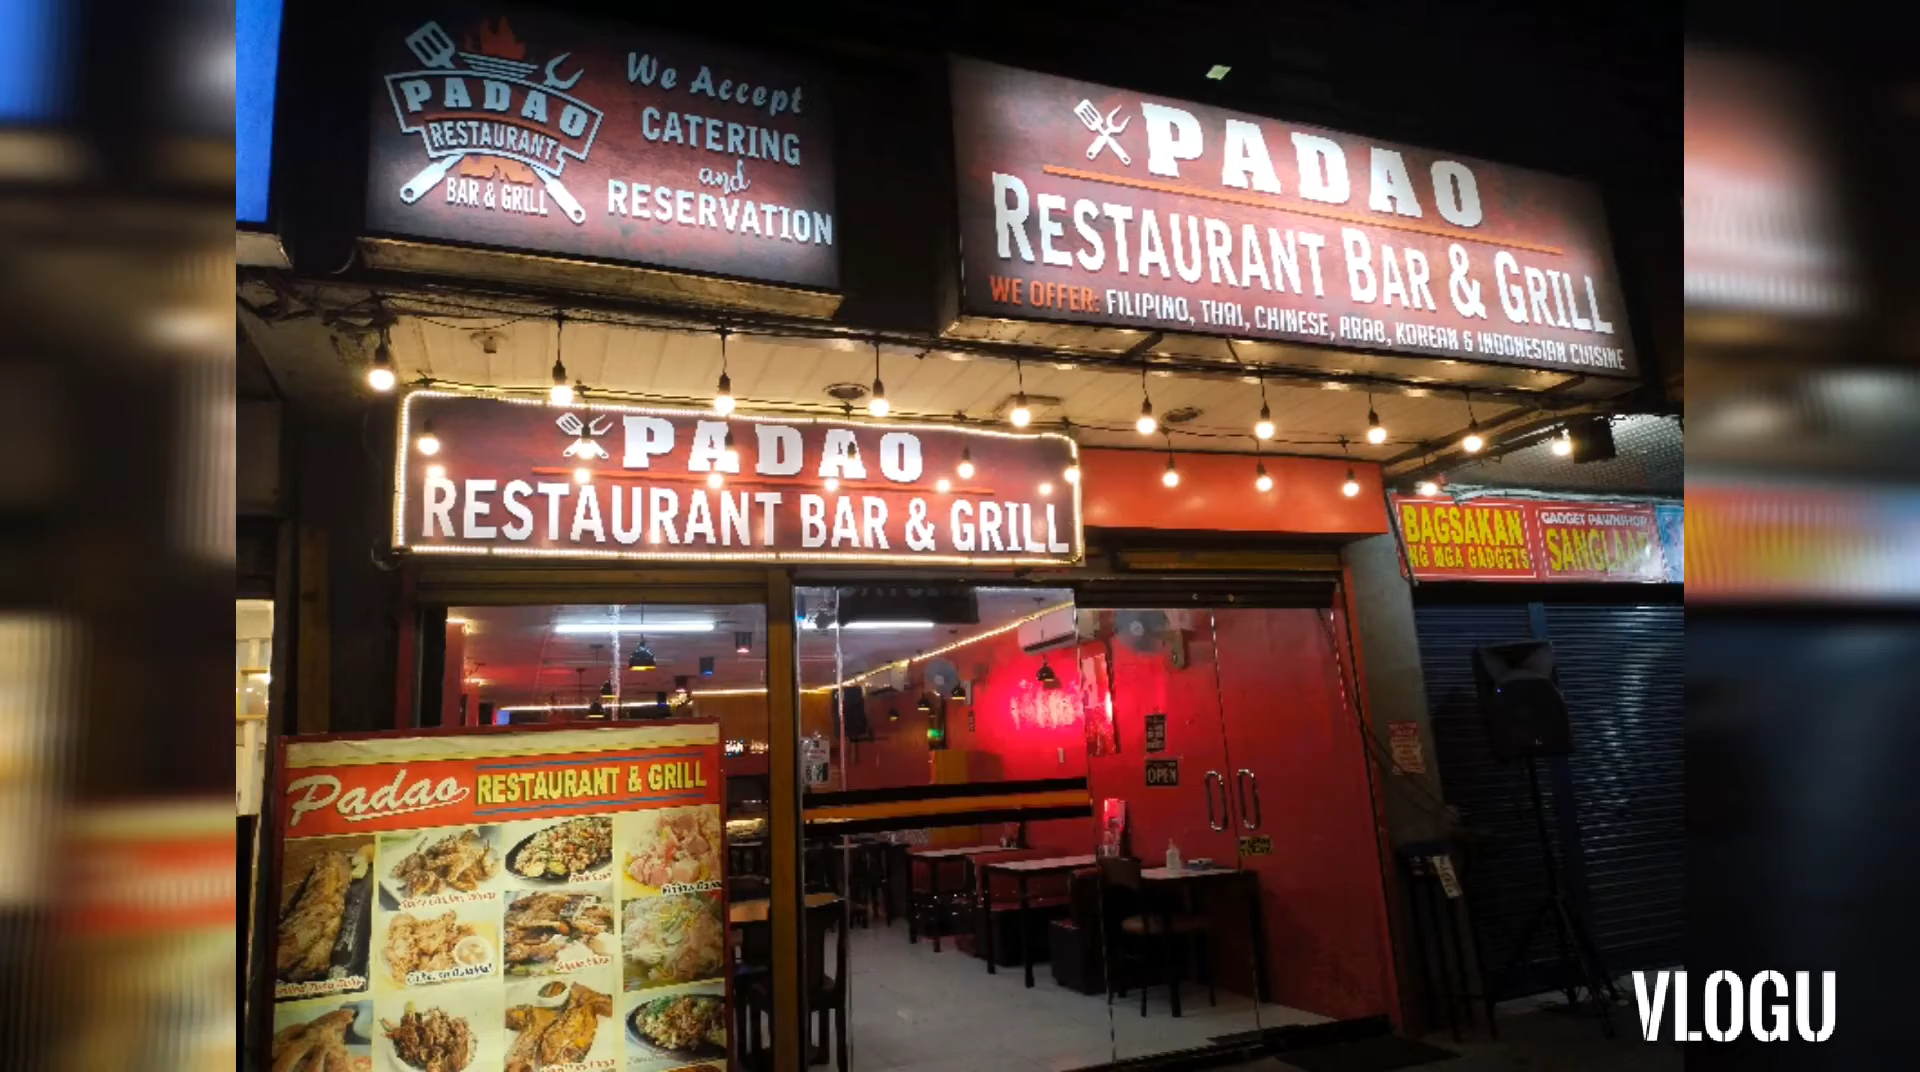 PADAO
RESTAURANT
BAR & GRILL
We Accept
CATERING
and
RESERVATION
PADAO
RESTAURANT BAR & GRILL
WE OFFER: FILIPINO, THAI, CHINESE, ARAB, KOREAN & INDONESIAN CUISINE
PADAO
RESTAURANT BAR & GRILL
BAGSAKAN
NG MGA GADGETS
GADGET PAWNSHOP
OPEN
Padao RESTAURANT & GRILL
VLOGU